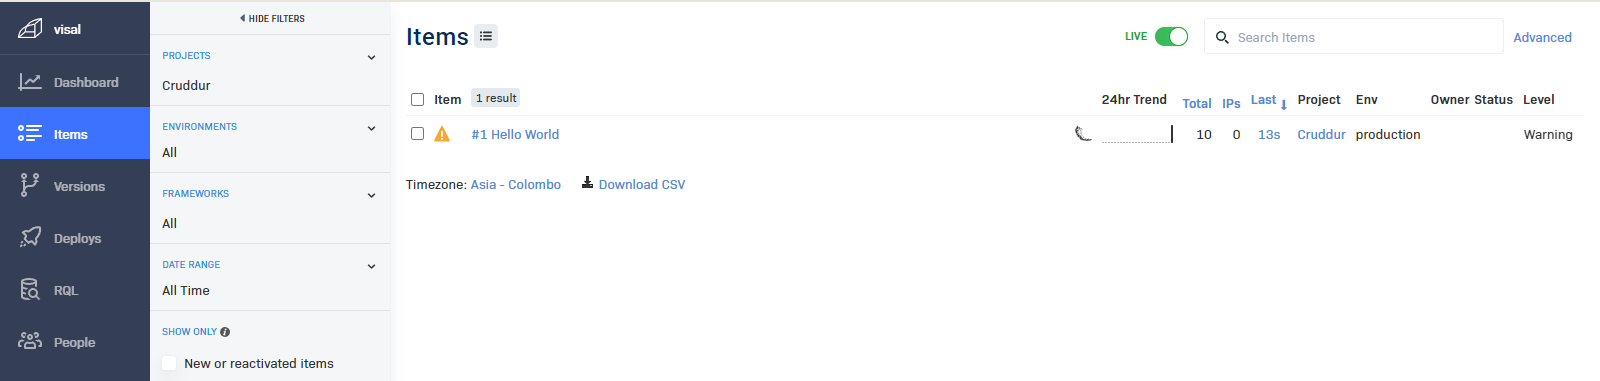 visal
Dashboard
Items
Versions
Deploys
RQL
People
HIDE FILTERS
PROJECTS
Cruddur
ENVIRONMENTS
All
FRAMEWORKS
All
DATE RANGE
All Time
SHOW ONLY
New or reactivated items
Items
LIVE
Search Items
Advanced
Item 1 result 24hr Trend Total IPs Last Project Env Owner Status Level
#1 Hello World 10 0 13s Cruddur production Warning
Timezone: Asia - Colombo Download CSV